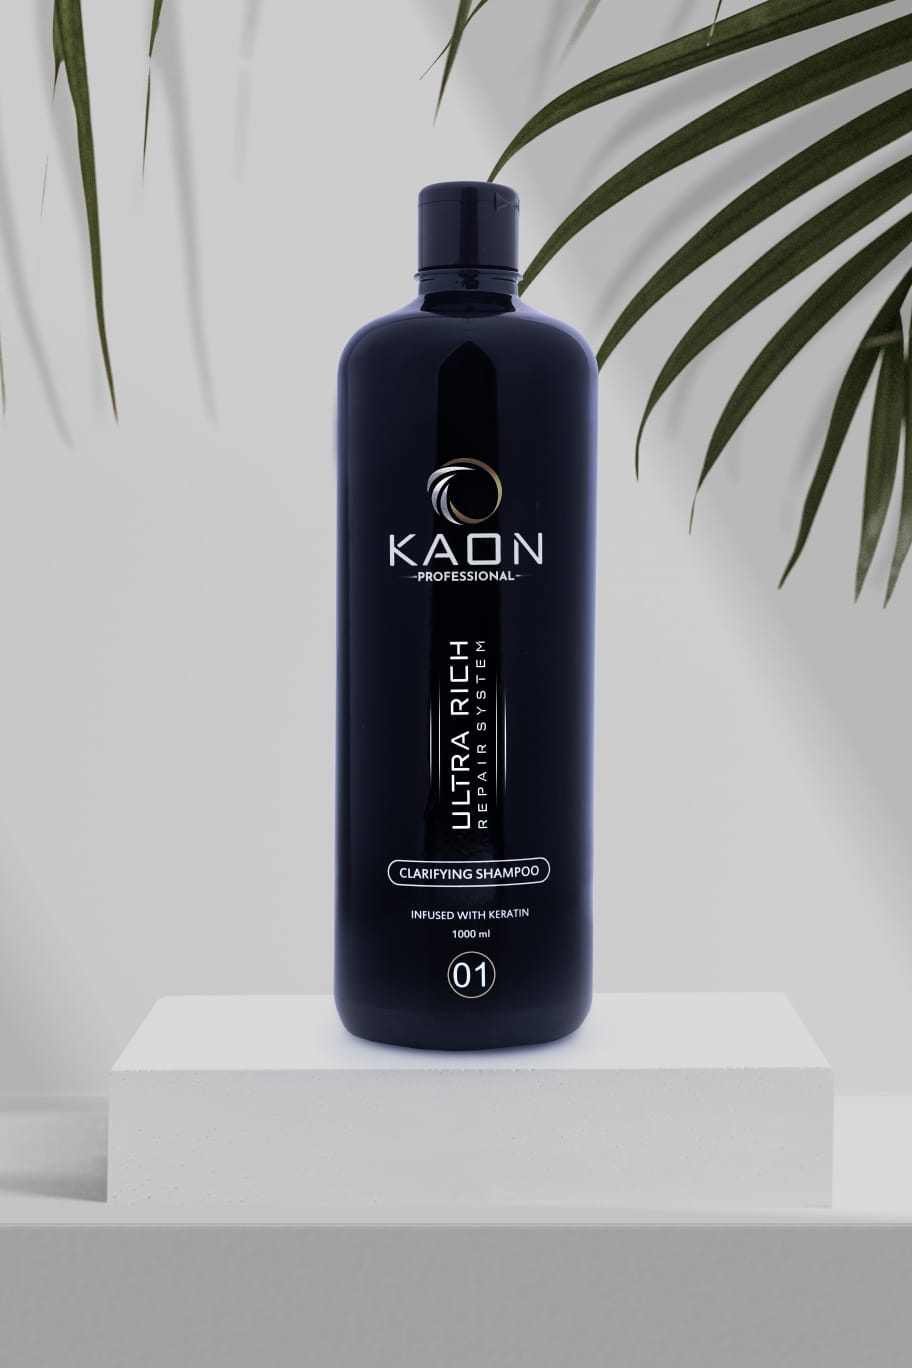 KAON
PROFESSIONAL
ULTRA RICH
REPAIR SYSTEM
CLARIFYING SHAMPOO
INFUSED WITH KERATIN
1000 ml
01